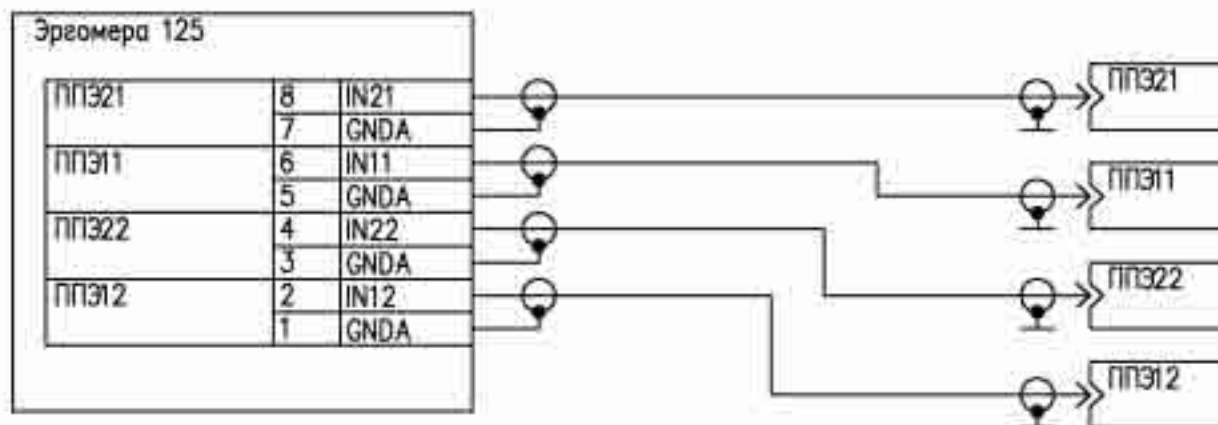 Эргомера 125
ППЭ21 8 IN21
7 GNDA
ППЭ11 6 IN11
5 GNDA
ППЭ22 4 IN22
3 GNDA
ППЭ12 2 IN12
1 GNDA
ППЭ21
ППЭ11
ППЭ22
ППЭ12